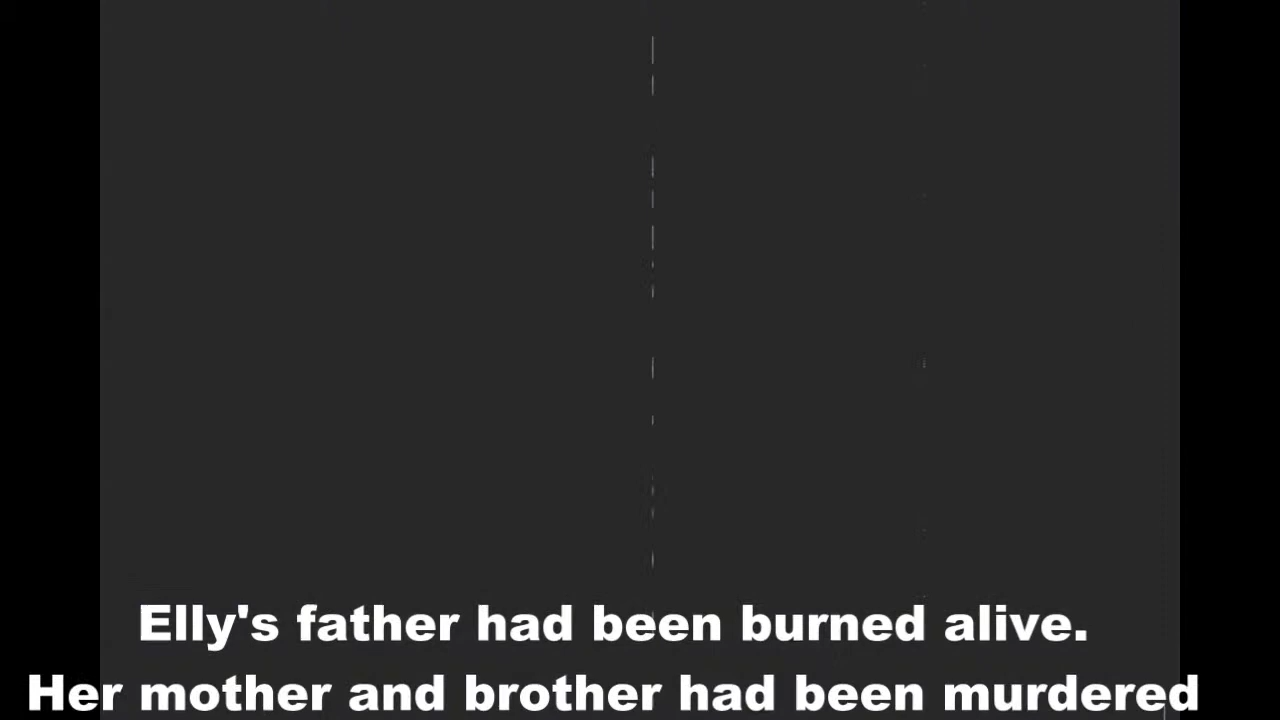 Elly's father had been burned alive.
Her mother and brother had been murdered